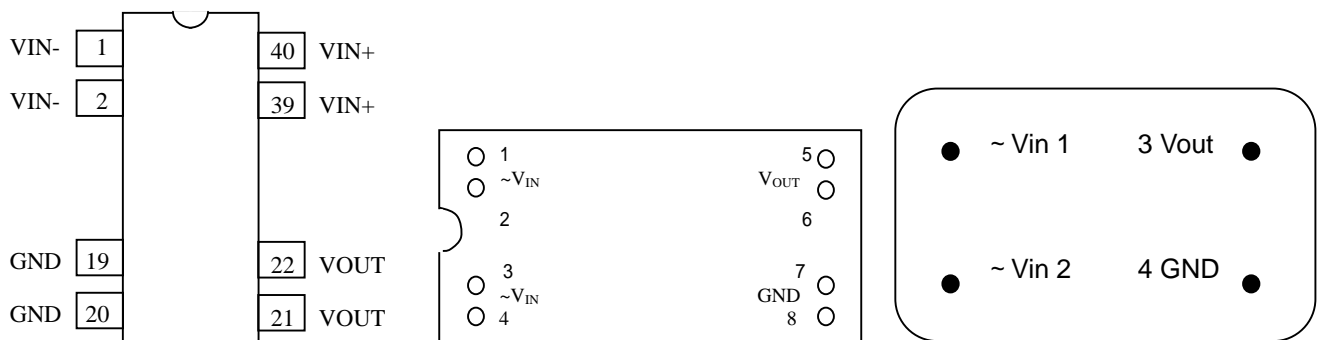 VIN- 1 40 VIN+
VIN- 2 39 VIN+
GND 19 22 VOUT
GND 20 21 VOUT
1 5
~VIN VOUT
2 6
3 7
~VIN GND
4 8
~ Vin 1 3 Vout
~ Vin 2 4 GND